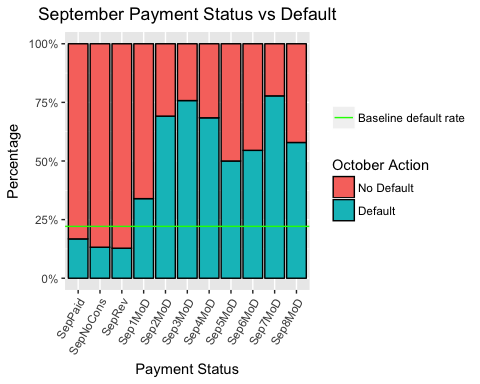 September Payment Status vs Default
Percentage
100%
75%
50%
25%
0%
SepPaid
SepNoCons
SepRev
Sep1MoD
Sep2MoD
Sep3MoD
Sep4MoD
Sep5MoD
Sep6MoD
Sep7MoD
Sep8MoD
Payment Status
Baseline default rate
October Action
No Default
Default